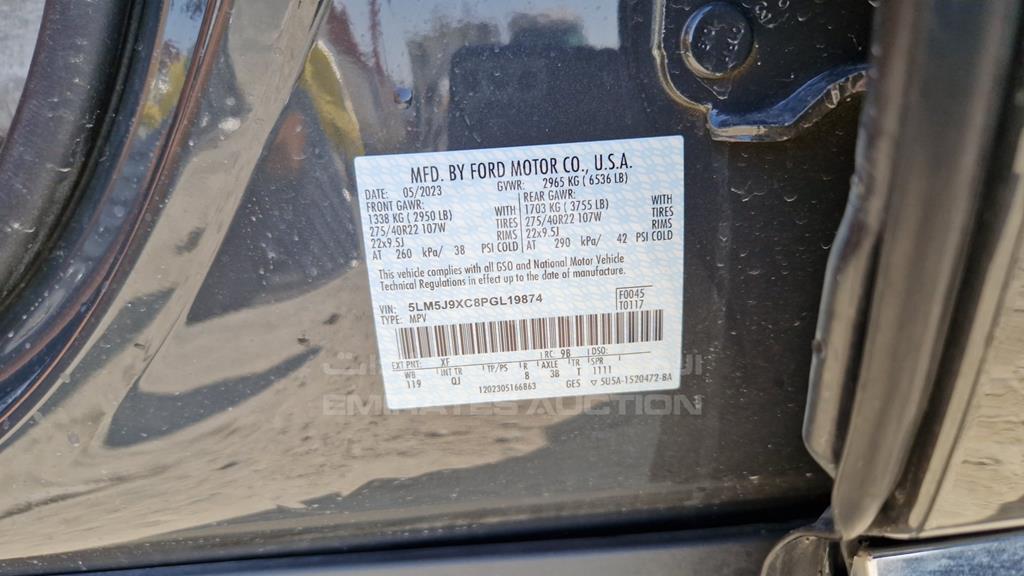 MFD. BY FORD MOTOR CO., U.S.A.
DATE: 05/2023 GVWR: 2965 KG ( 6536 LB)
FRONT GAWR: REAR GAWR:
1338 KG ( 2950 LB) WITH 1703 KG ( 3755 LB) WITH
275/40R22 107W TIRES 275/40R22 107W TIRES
22x9.5J RIMS 22x9.5J RIMS
AT 260 kPa/ 38 PSI COLD AT 290 kPa/ 42 PSI COLD
This vehicle complies with all GSO and National Motor Vehicle
Technical Regulations in effect up to the date of manufacture.
VIN: 5LM5J9XC8PGL19874 F0045
TYPE: MPV T0117
EXT PNT: XF RC: 9B DSO:
WB INT TR TP/PS R AXLE TR SPR
119 QJ B 3B T 1111
1202305166863 GES 5U5A-1520472-BA
EMIRATES AUCTION